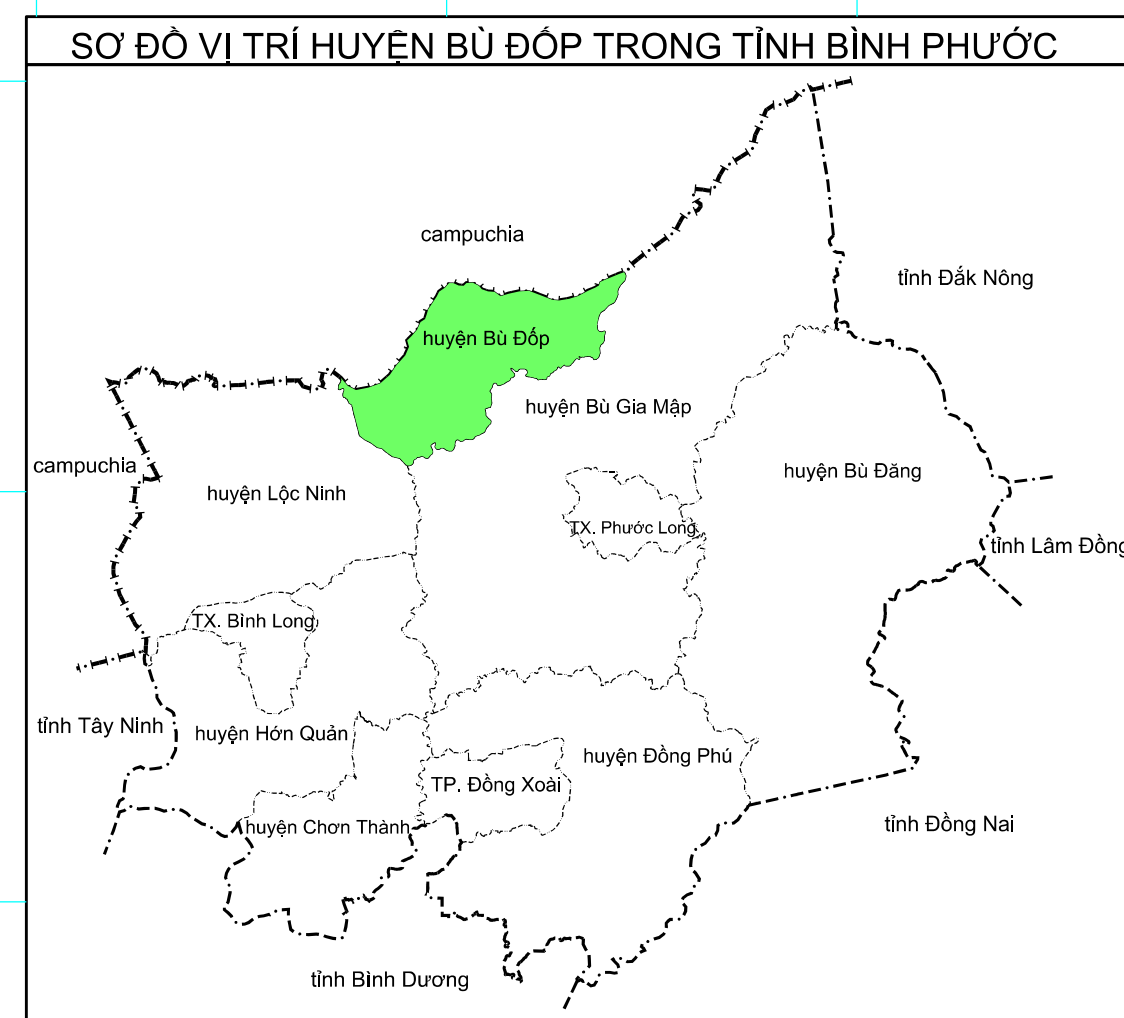 SƠ ĐỒ VỊ TRÍ HUYỆN BÙ ĐỐP TRONG TỈNH BÌNH PHƯỚC
campuchia
tỉnh Đắk Nông
huyện Bù Đốp
huyện Bù Gia Mập
campuchia
huyện Bù Đăng
huyện Lộc Ninh
TX. Phước Long
tỉnh Lâm Đồng
TX. Bình Long
tỉnh Tây Ninh
huyện Hớn Quản
huyện Đồng Phú
TP. Đồng Xoài
huyện Chơn Thành
tỉnh Đồng Nai
tỉnh Bình Dương